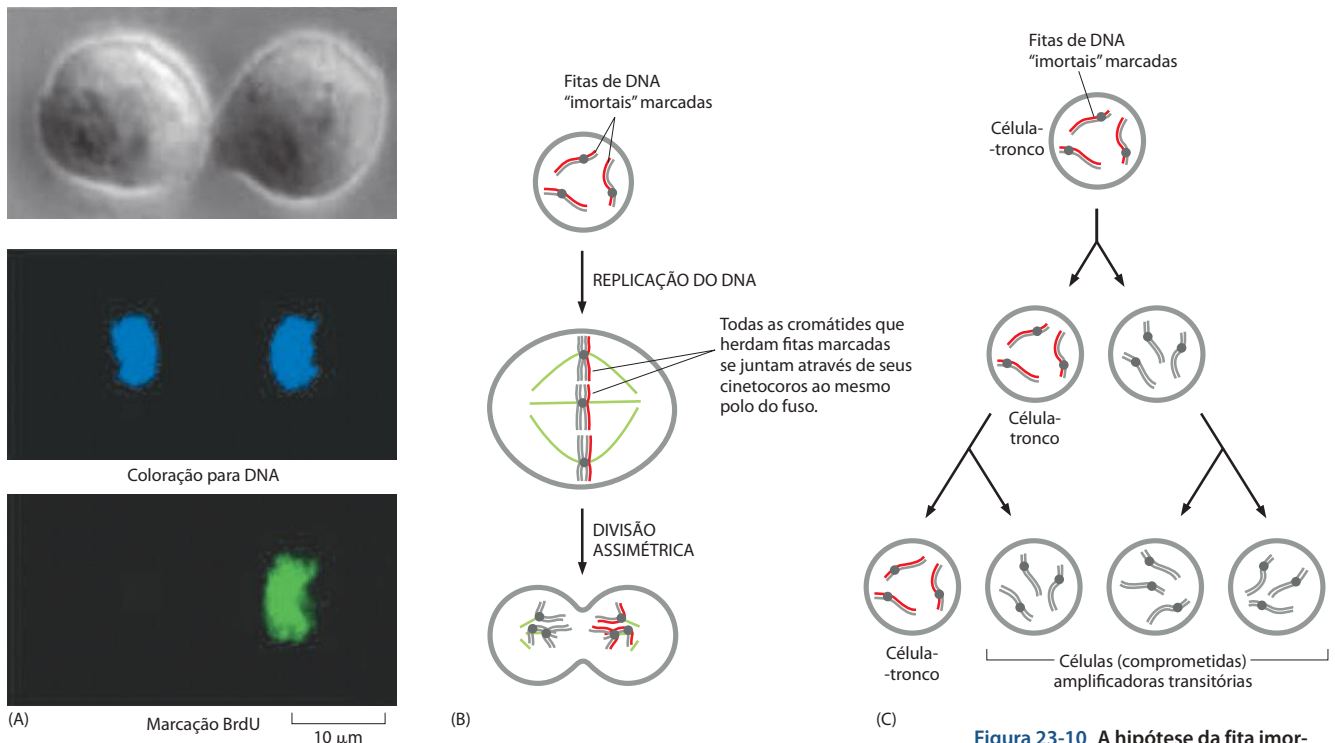 Coloração para DNA
Marcação BrdU
10 μm
(A)
Fitas de DNA
“imortais” marcadas
REPLICAÇÃO DO DNA
Todas as cromátides que
herdam fitas marcadas
se juntam através de seus
cinetocoros ao mesmo
polo do fuso.
DIVISÃO
ASSIMÉTRICA
(B)
Fitas de DNA
“imortais” marcadas
Célula-
-tronco
Célula-
tronco
Célula-
-tronco
Células (comprometidas)
amplificadoras transitórias
(C)
Figura 23-10 A hipótese da fita imor-